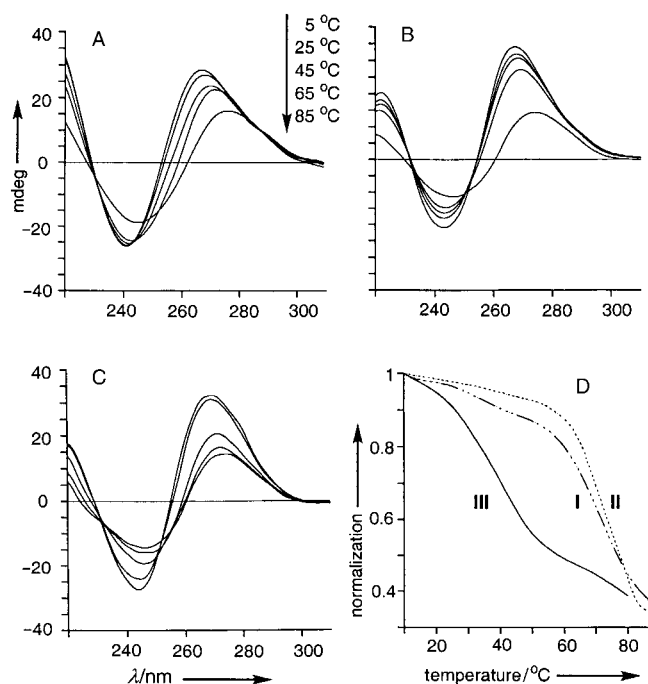 A
5 °C
25 °C
45 °C
65 °C
85 °C
B
40
20
0
−20
−40
mdeg
240 260 280 300
240 260 280 300
C
D
40
20
0
−20
−40
1
0.8
0.6
0.4
normalization
III I II
240 260 280 300
20 40 60 80
λ/nm
temperature/°C